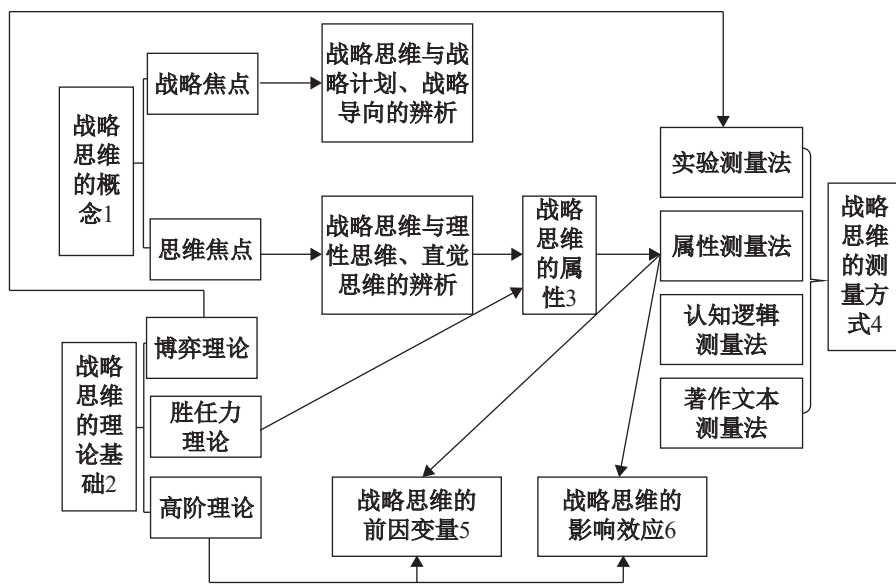 战略
思维
的概
念1
战略焦点
战略思维与战
略计划、战略
导向的辨析
思维焦点
战略思维与理
性思维、直觉
思维的辨析
战略
思维
的属
性3
实验测量法
属性测量法
认知逻辑
测量法
著作文本
测量法
战略
思维
的测
量方
式4
战略
思维
的理
论基
础2
博弈理论
胜任力
理论
高阶理论
战略思维的
前因变量5
战略思维的
影响效应6